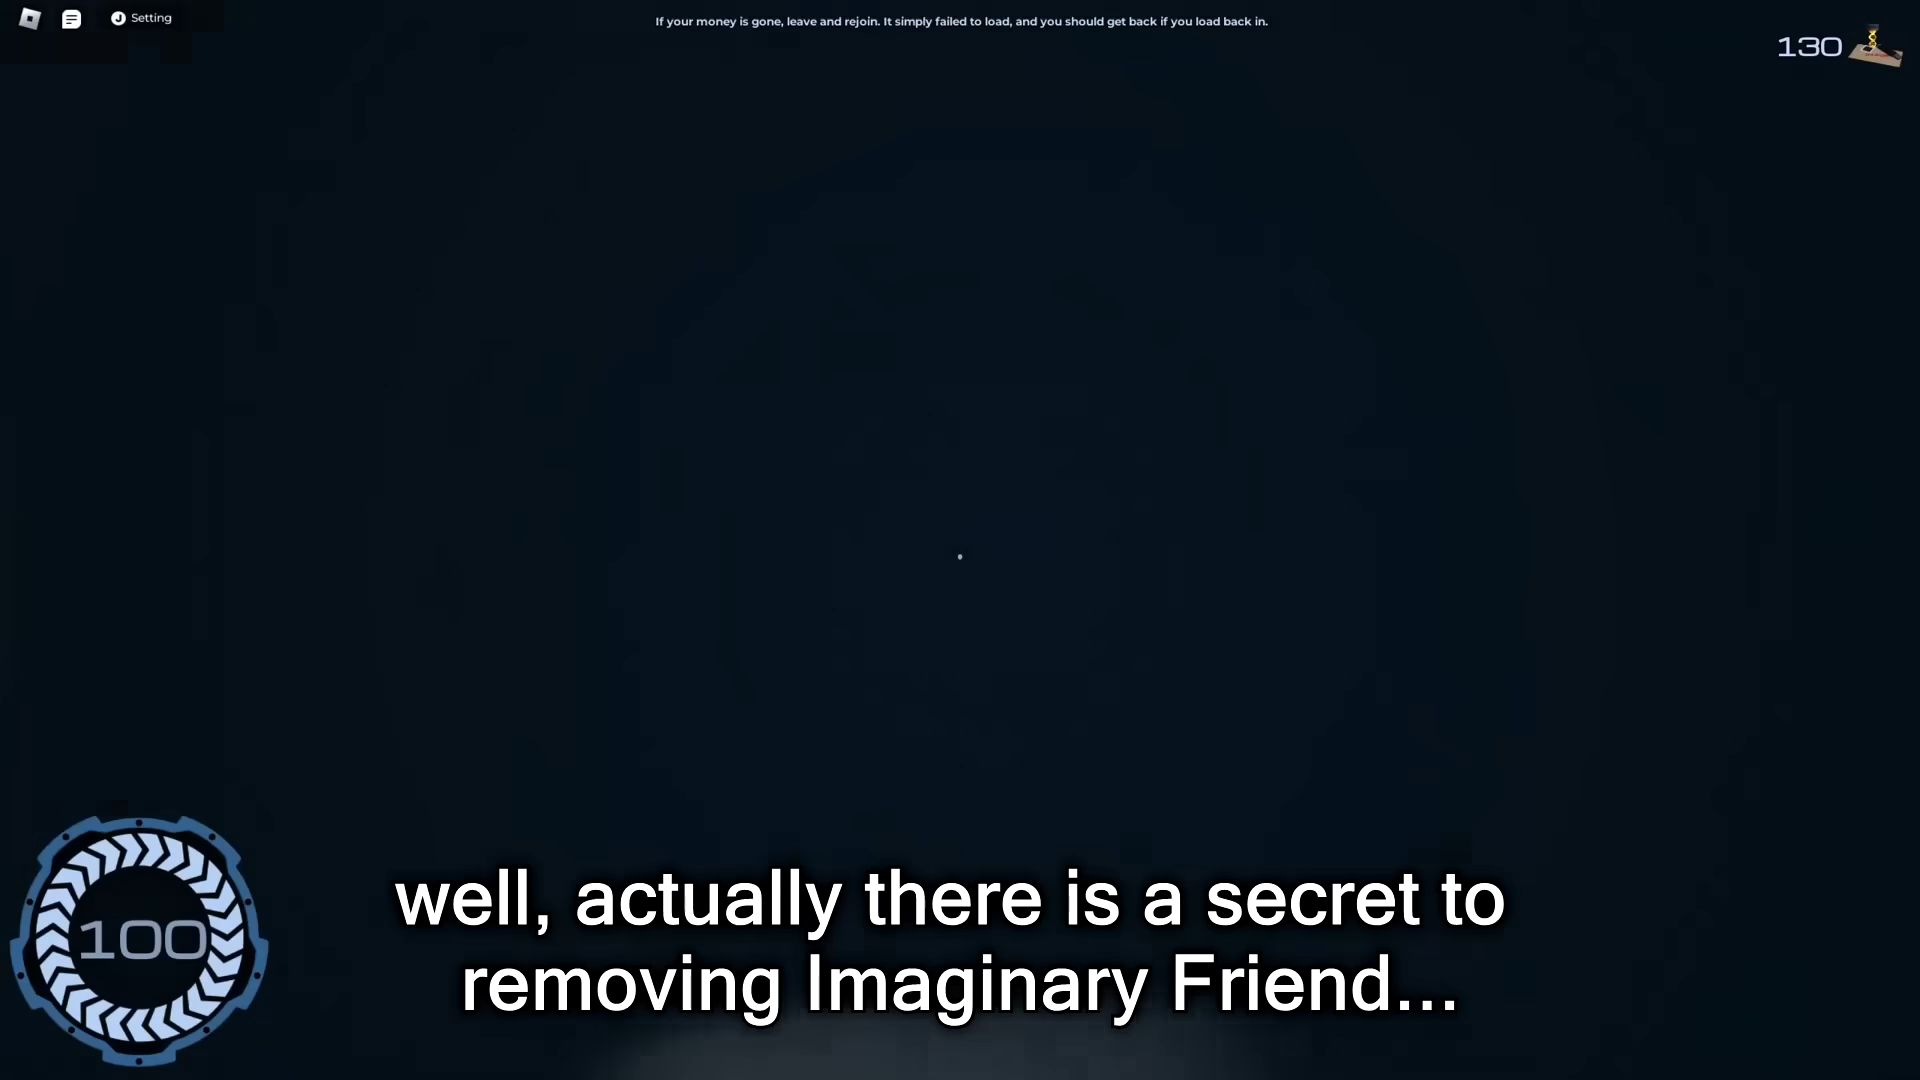 Setting
If your money is gone, leave and rejoin. It simply failed to load, and you should get back if you load back in.
130
100
well, actually there is a secret to
removing Imaginary Friend...